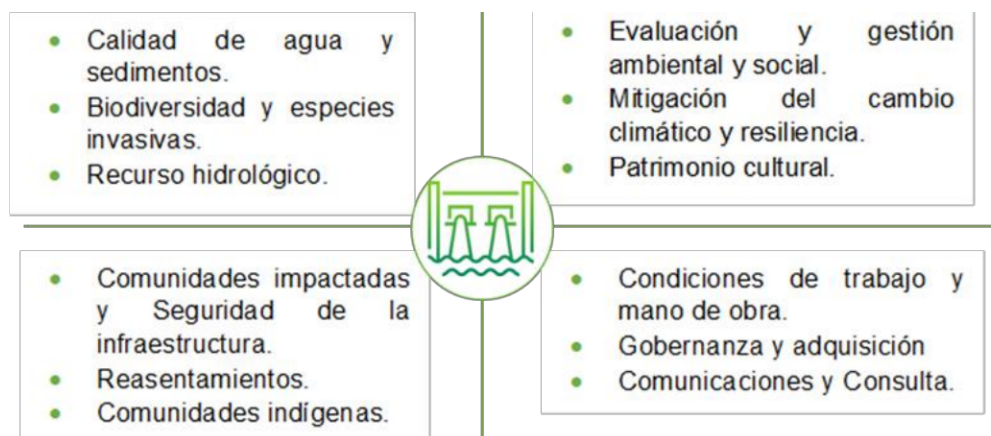 • Calidad de agua y
sedimentos.
• Biodiversidad y especies
invasivas.
• Recurso hidrológico.
• Evaluación y gestión
ambiental y social.
• Mitigación del cambio
climático y resiliencia.
• Patrimonio cultural.
• Comunidades impactadas
y Seguridad de la
infraestructura.
• Reasentamientos.
• Comunidades indígenas.
• Condiciones de trabajo y
mano de obra.
• Gobernanza y adquisición
• Comunicaciones y Consulta.